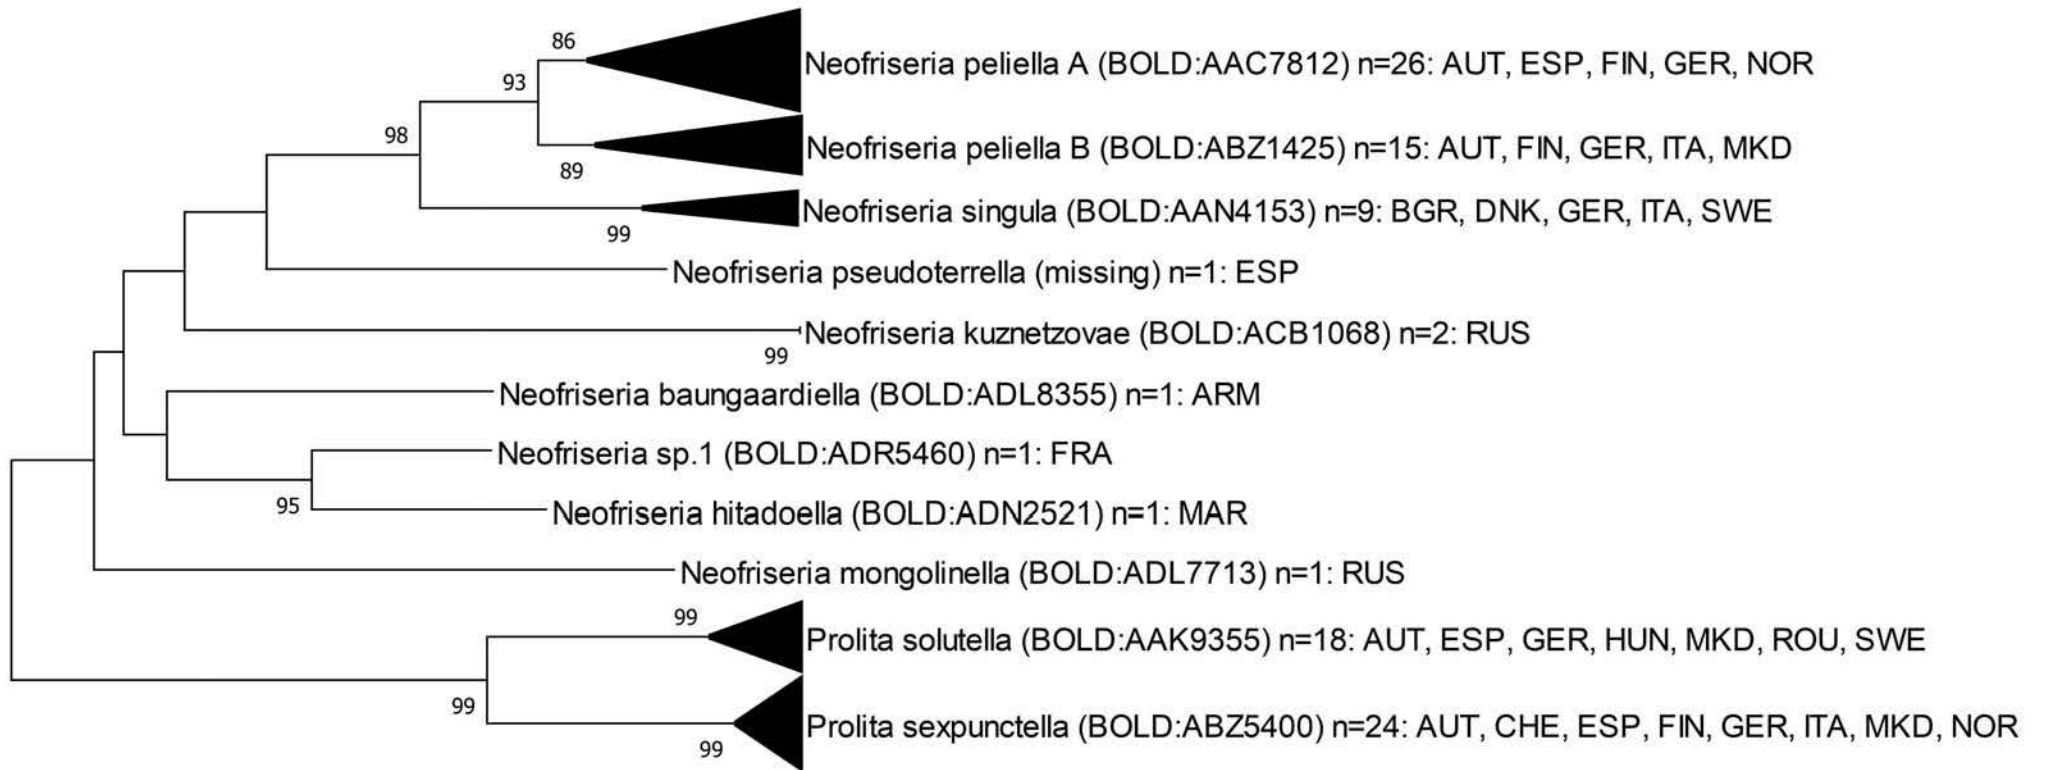 86
Neofriseria peliella A (BOLD:AAC7812) n=26: AUT, ESP, FIN, GER, NOR
93
98
Neofriseria peliella B (BOLD:ABZ1425) n=15: AUT, FIN, GER, ITA, MKD
89
Neofriseria singula (BOLD:AAN4153) n=9: BGR, DNK, GER, ITA, SWE
99
Neofriseria pseudoterrella (missing) n=1: ESP
Neofriseria kuznetzovae (BOLD:ACB1068) n=2: RUS
99
Neofriseria baungaardiella (BOLD:ADL8355) n=1: ARM
Neofriseria sp.1 (BOLD:ADR5460) n=1: FRA
95
Neofriseria hitadoella (BOLD:ADN2521) n=1: MAR
Neofriseria mongolinella (BOLD:ADL7713) n=1: RUS
99
Prolita solutella (BOLD:AAK9355) n=18: AUT, ESP, GER, HUN, MKD, ROU, SWE
99
Prolita sexpunctella (BOLD:ABZ5400) n=24: AUT, CHE, ESP, FIN, GER, ITA, MKD, NOR
99